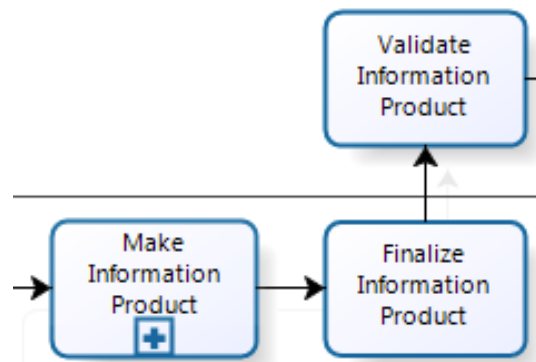 Validate
Information
Product
Make
Information
Product
Finalize
Information
Product